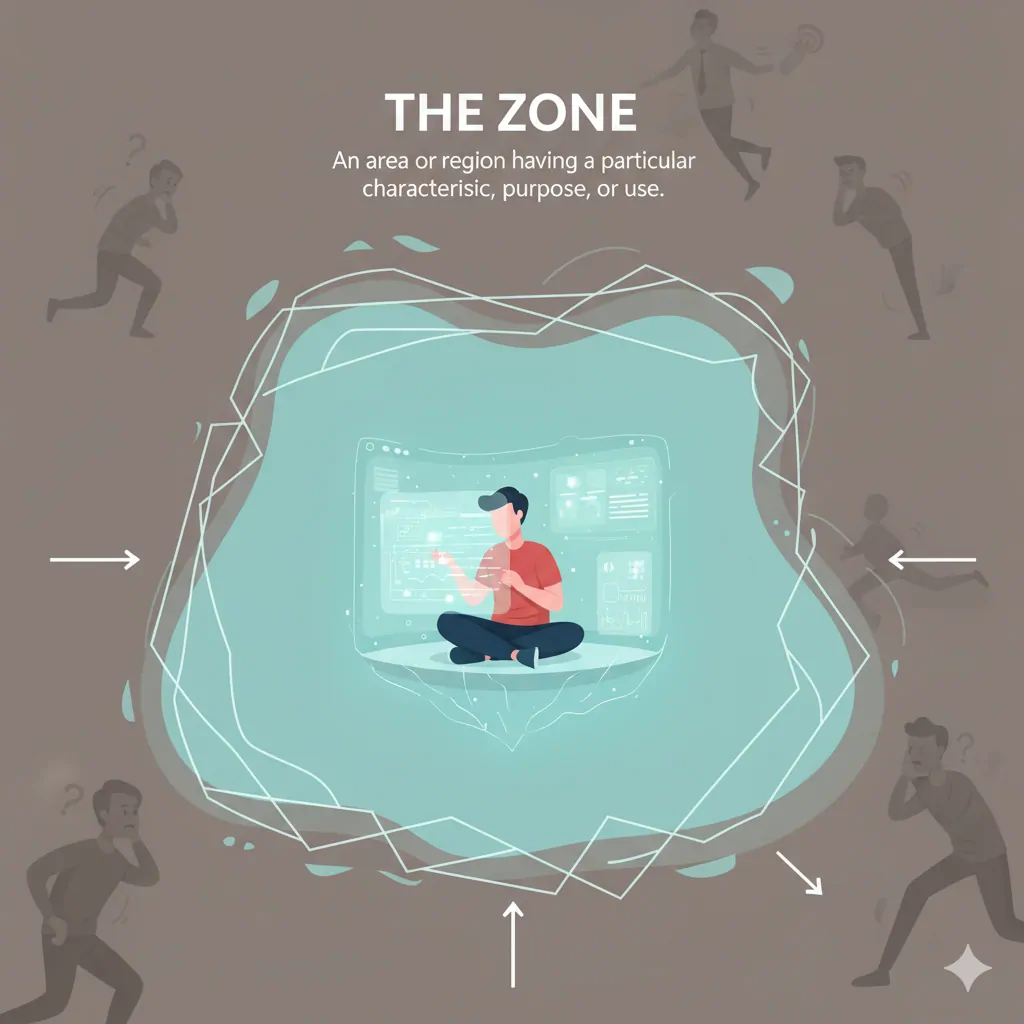 THE ZONE
An area or region having a particular
characterisic, purpose, or use.
?
?
?